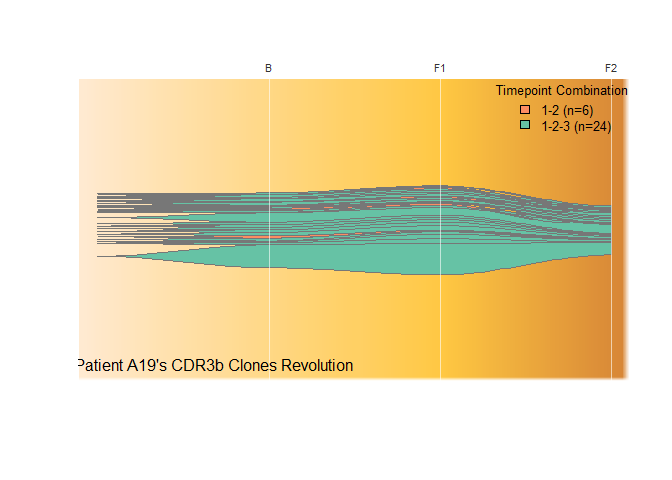 B F1 F2
Timepoint Combination
1-2 (n=6)
1-2-3 (n=24)
Patient A19's CDR3b Clones Revolution